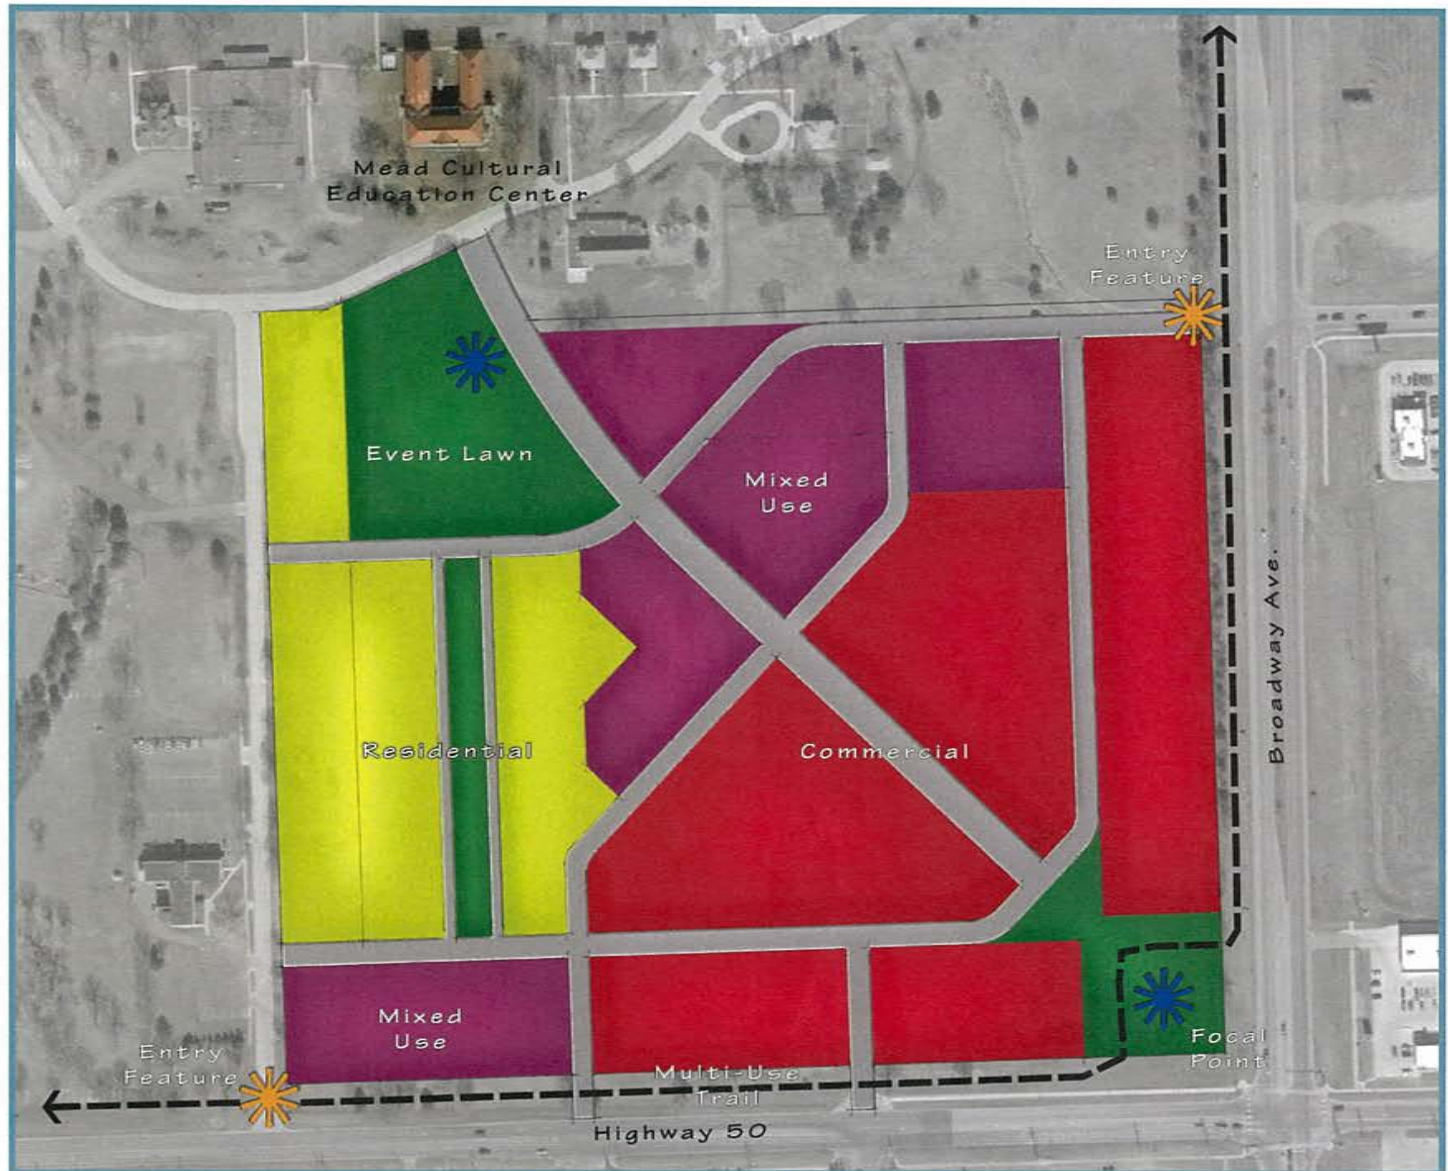 Mead Cultural
Education Center
Entry
Feature
Event Lawn
Mixed
Use
Broadway Ave.
Residential
Commercial
Mixed
Use
Focal
Point
Entry
Feature
Multi-Use
Trail
Highway 50